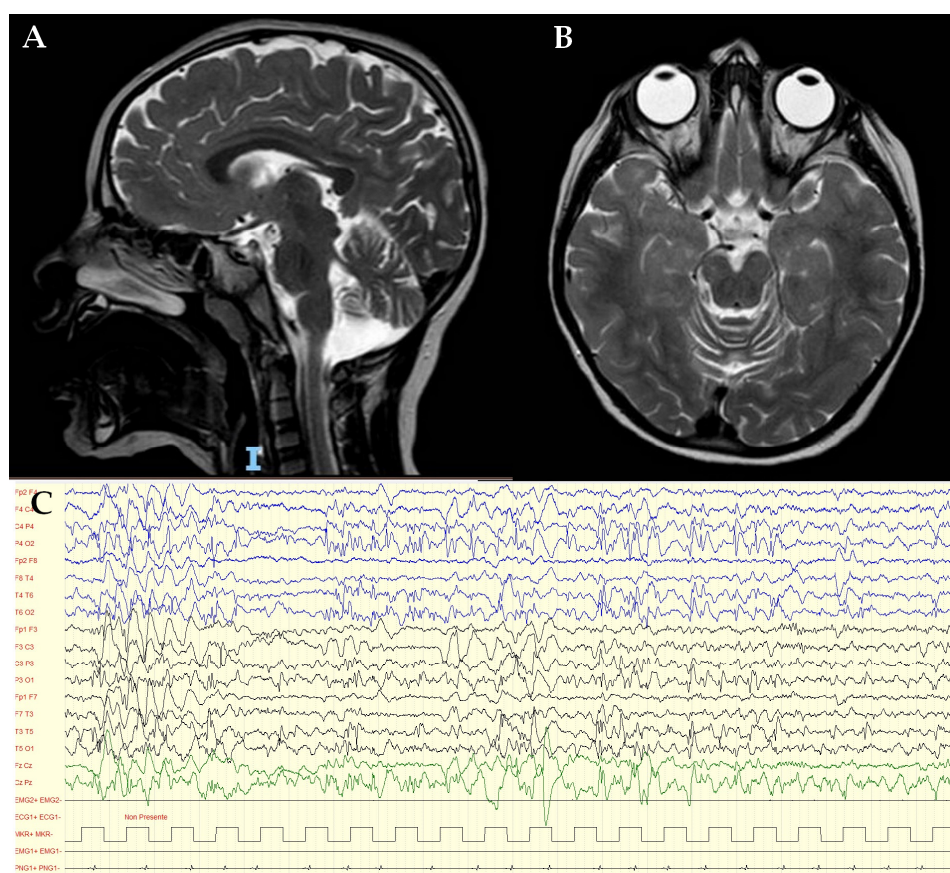 A
B
I
C
Fp2 F4
F4 C4
C4 P4
P4 O2
Fp2 F8
F8 T4
T4 T6
T6 O2
Fp1 F3
F3 C3
C3 P3
P3 O1
Fp1 F7
F7 T3
T3 T5
T5 O1
Fz Cz
Cz Pz
EMG2+ EMG2-
ECG1+ ECG1- Non Presente
MKR+ MKR-
EMG1+ EMG1-
PNG1+ PNG1-